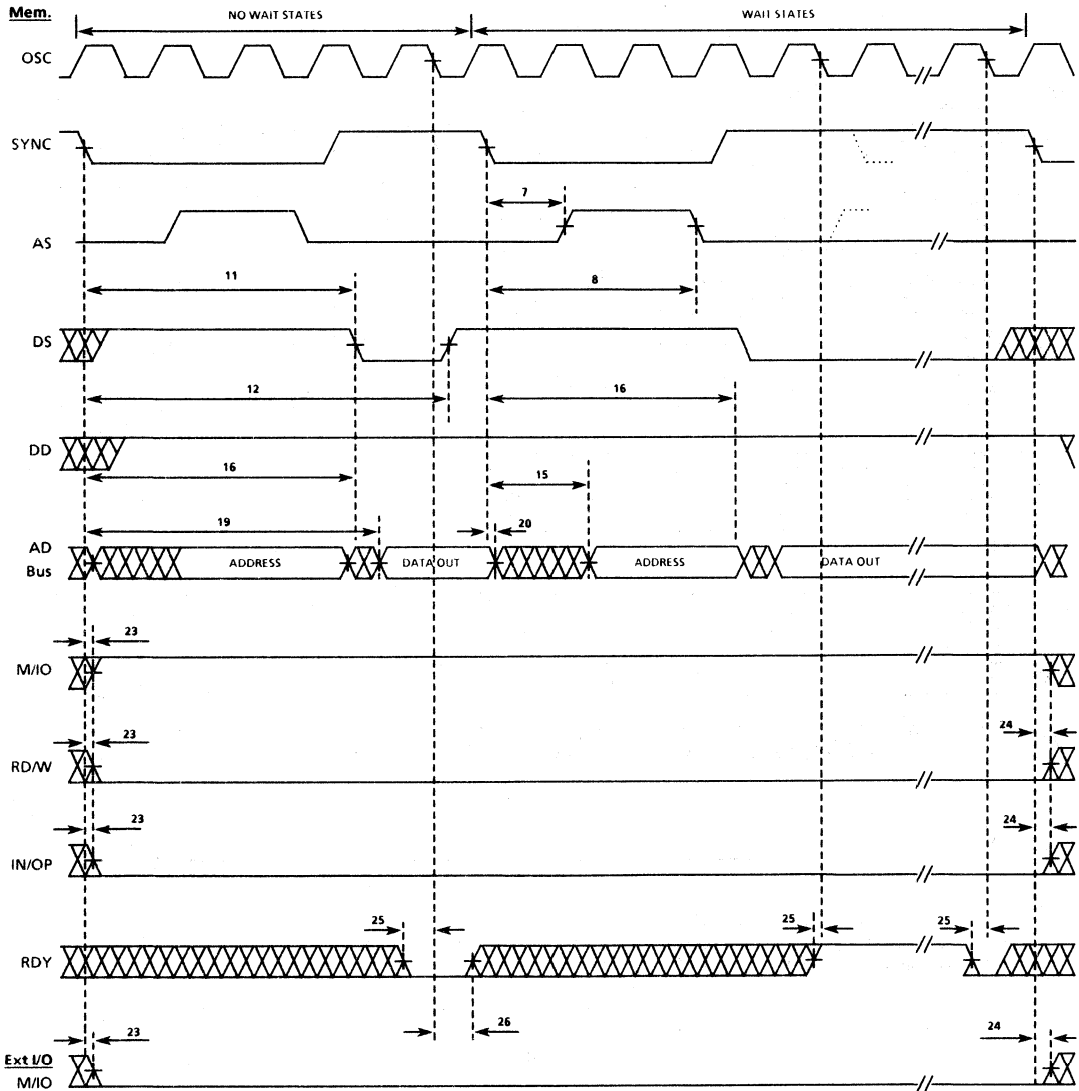 Mem.
NO WAIT STATES
WAIT STATES
OSC
SYNC
7
AS
11
8
DS
12
16
DD
16
15
19
20
AD
Bus
ADDRESS
DATA OUT
ADDRESS
DATA OUT
23
M/IO
23
24
RD/W
23
24
IN/OP
25
25
25
RDY
26
23
24
Ext I/O
M/IO